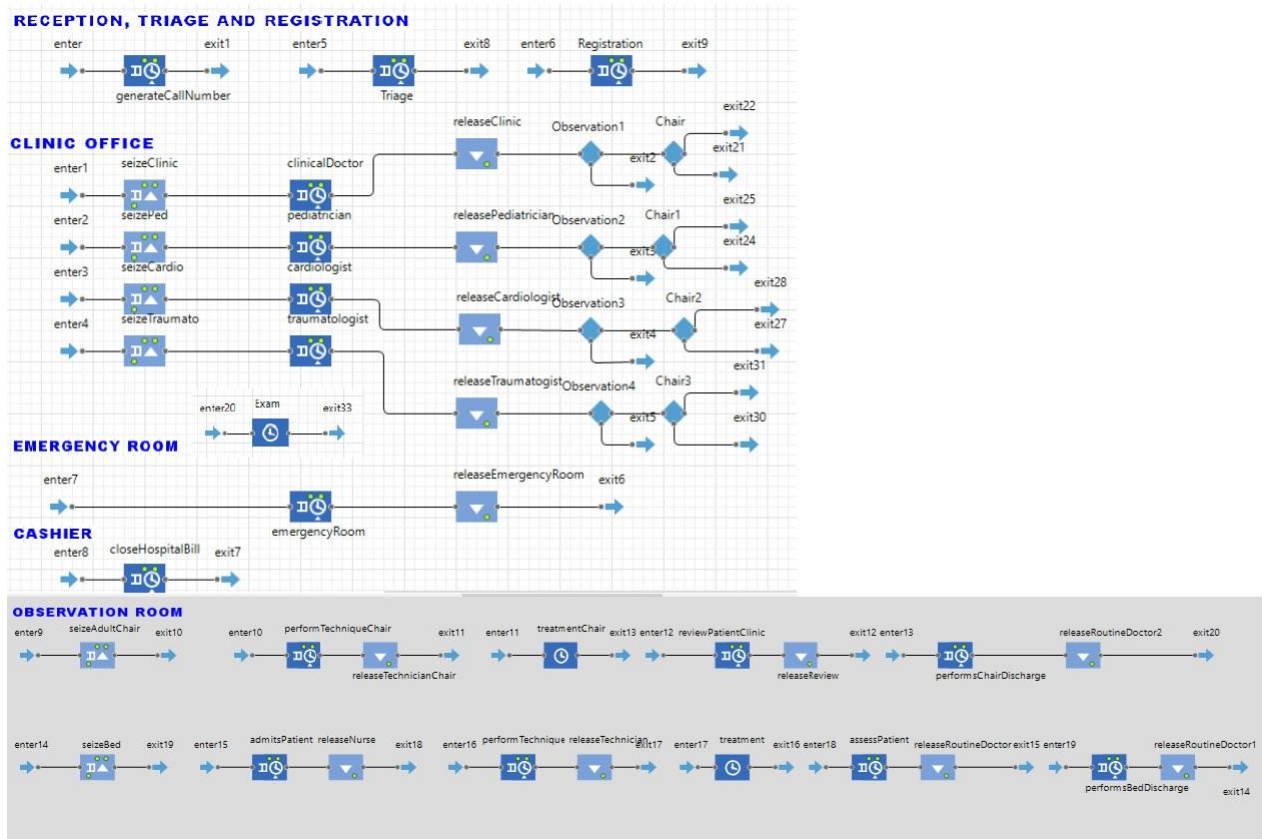 RECEPTION, TRIAGE AND REGISTRATION
enter exit1 enter5 exit8 enter6 Registration exit9
generateCallNumber Triage
exit22
releaseClinic Observation1 Chair
CLINIC OFFICE
exit2 exit21
enter1 seizeClinic clinicalDoctor
exit25
enter2 seizePed pediatrician releasePediatrician Observation2 Chair1
exit3 exit24
enter3 seizeCardio cardiologist
exit28
releaseCardiologist Observation3 Chair2
enter4 seizeTraumato traumatologist
exit4 exit27
exit31
releaseTraumatogist Observation4 Chair3
enter20 Exam exit33
exit5 exit30
EMERGENCY ROOM
enter7 releaseEmergencyRoom exit6
emergencyRoom
CASHIER
enter8 closeHospitalBill exit7
OBSERVATION ROOM
enter9 seizeAdultChair exit10 enter10 performTechniqueChair exit11 enter11 treatmentChair exit13 enter12 reviewPatientClinic exit12 enter13 releaseRoutineDoctor2 exit20
releaseTechnicianChair releaseReview performsChairDischarge
enter14 seizeBed exit19 enter15 admitsPatient releaseNurse exit18 enter16 performTechnique releaseTechnician exit17 enter17 treatment exit16 enter18 assessPatient releaseRoutineDoctor exit15 enter19 releaseRoutineDoctor1
performsBedDischarge exit14